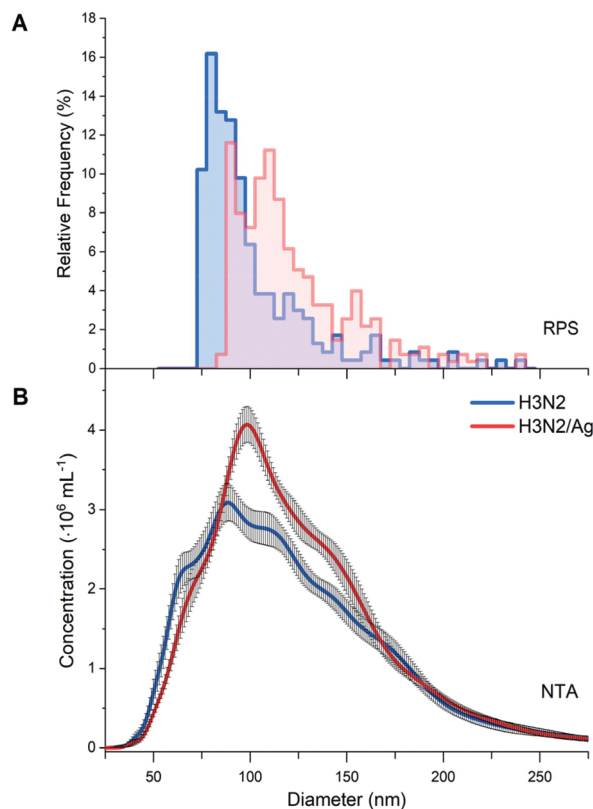 A
18
16
14
12
10
8
6
4
2
0
Relative Frequency (%)
RPS
B
H3N2
H3N2/Ag
4
3
2
1
0
Concentration (·10⁶ mL⁻¹)
NTA
50 100 150 200 250
Diameter (nm)